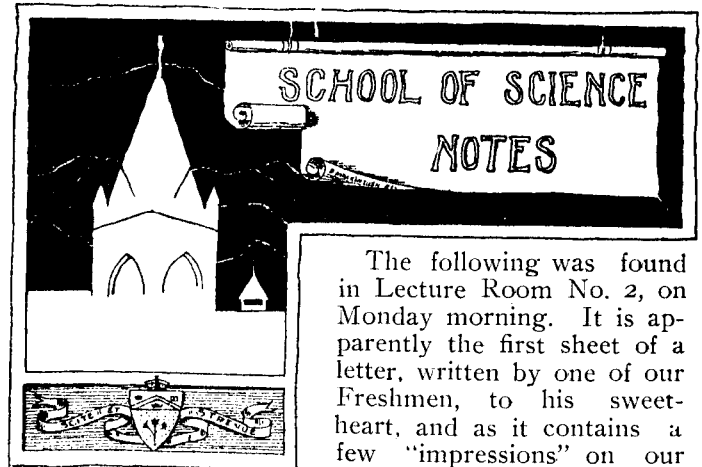 SCHOOL OF SCIENCE
NOTES
The following was found
in Lecture Room No. 2, on
Monday morning. It is ap-
parently the first sheet of a
letter, written by one of our
Freshmen, to his sweet-
heart, and as it contains a
few "impressions" on our